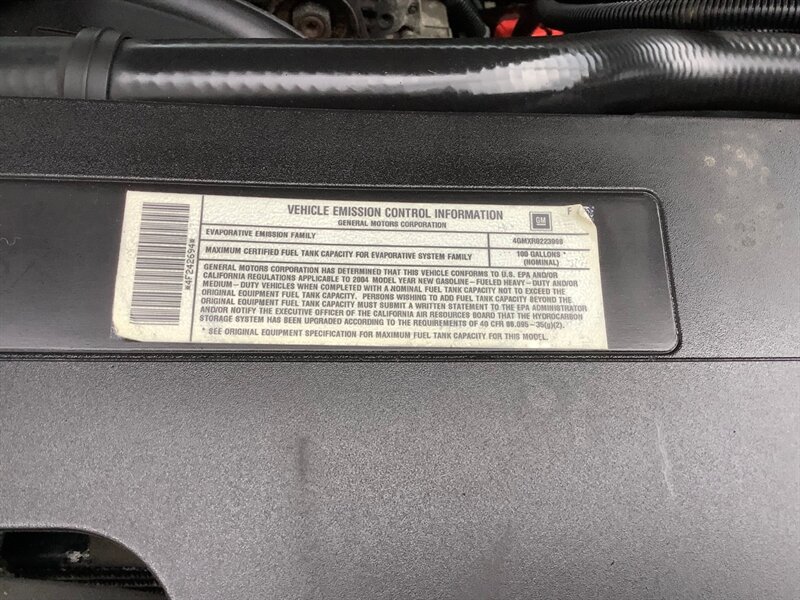 VEHICLE EMISSION CONTROL INFORMATION
GENERAL MOTORS CORPORATION
GM
F
EVAPORATIVE EMISSION FAMILY
MAXIMUM CERTIFIED FUEL TANK CAPACITY FOR EVAPORATIVE SYSTEM FAMILY
100 GALLONS *
(NOMINAL)
GENERAL MOTORS CORPORATION HAS DETERMINED THAT THIS VEHICLE CONFORMS TO U.S. EPA AND/OR
CALIFORNIA REGULATIONS APPLICABLE TO 2004 MODEL YEAR NEW GASOLINE-FUELED HEAVY-DUTY AND/OR
MEDIUM-DUTY VEHICLES WHEN COMPLETED WITH A NOMINAL FUEL TANK CAPACITY NOT TO EXCEED THE
ORIGINAL EQUIPMENT FUEL TANK CAPACITY. PERSONS WISHING TO ADD FUEL TANK CAPACITY BEYOND THE
ORIGINAL EQUIPMENT FUEL TANK CAPACITY MUST SUBMIT A WRITTEN STATEMENT TO THE EPA ADMINISTRATOR
AND/OR NOTIFY THE EXECUTIVE OFFICER OF THE CALIFORNIA AIR RESOURCES BOARD THAT THE HYDROCARBON
STORAGE SYSTEM HAS BEEN UPGRADED ACCORDING TO THE REQUIREMENTS OF 40 CFR 86.095-35(g)(2).
* SEE ORIGINAL EQUIPMENT SPECIFICATION FOR MAXIMUM FUEL TANK CAPACITY FOR THIS MODEL.
*4F242694*